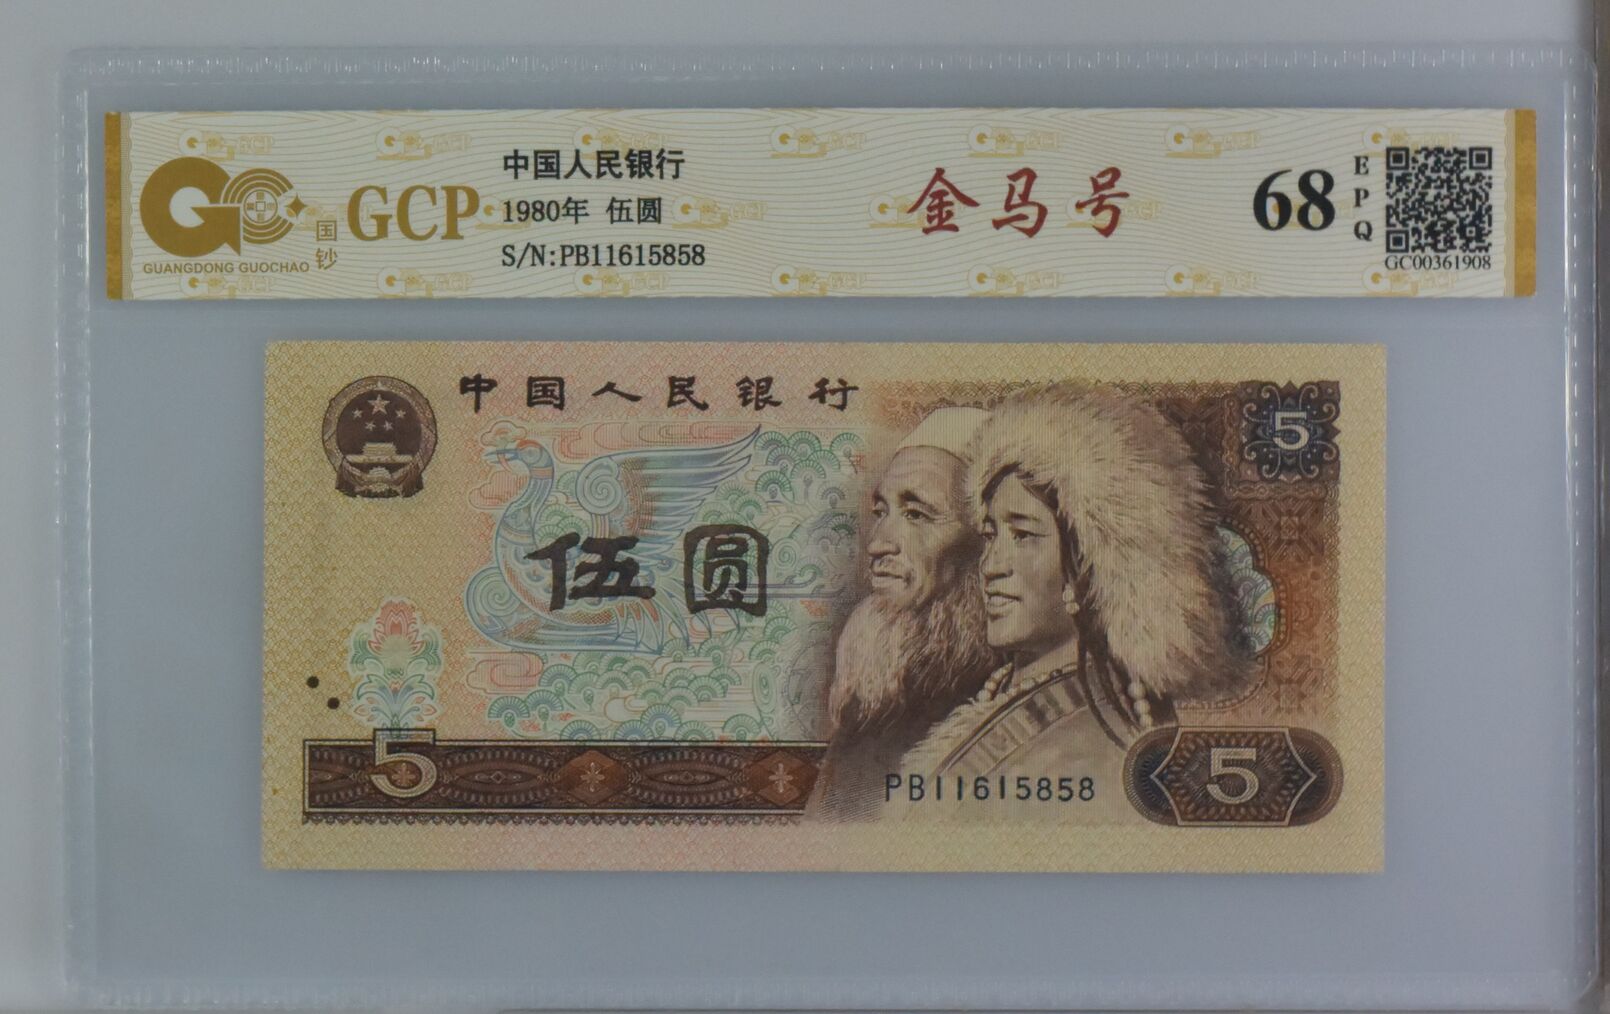 GCP
国钞
GUANGDONG GUOCHAO
中国人民银行
1980年 伍圆
S/N:PB11615858
金马号
68
EPQ
GC00361908
中国人民银行
5
伍圆
5
PB11615858
5